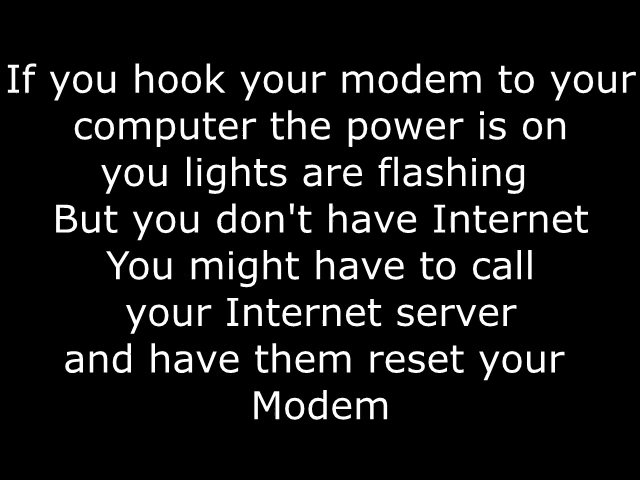 If you hook your modem to your
computer the power is on
you lights are flashing
But you don't have Internet
You might have to call
your Internet server
and have them reset your
Modem